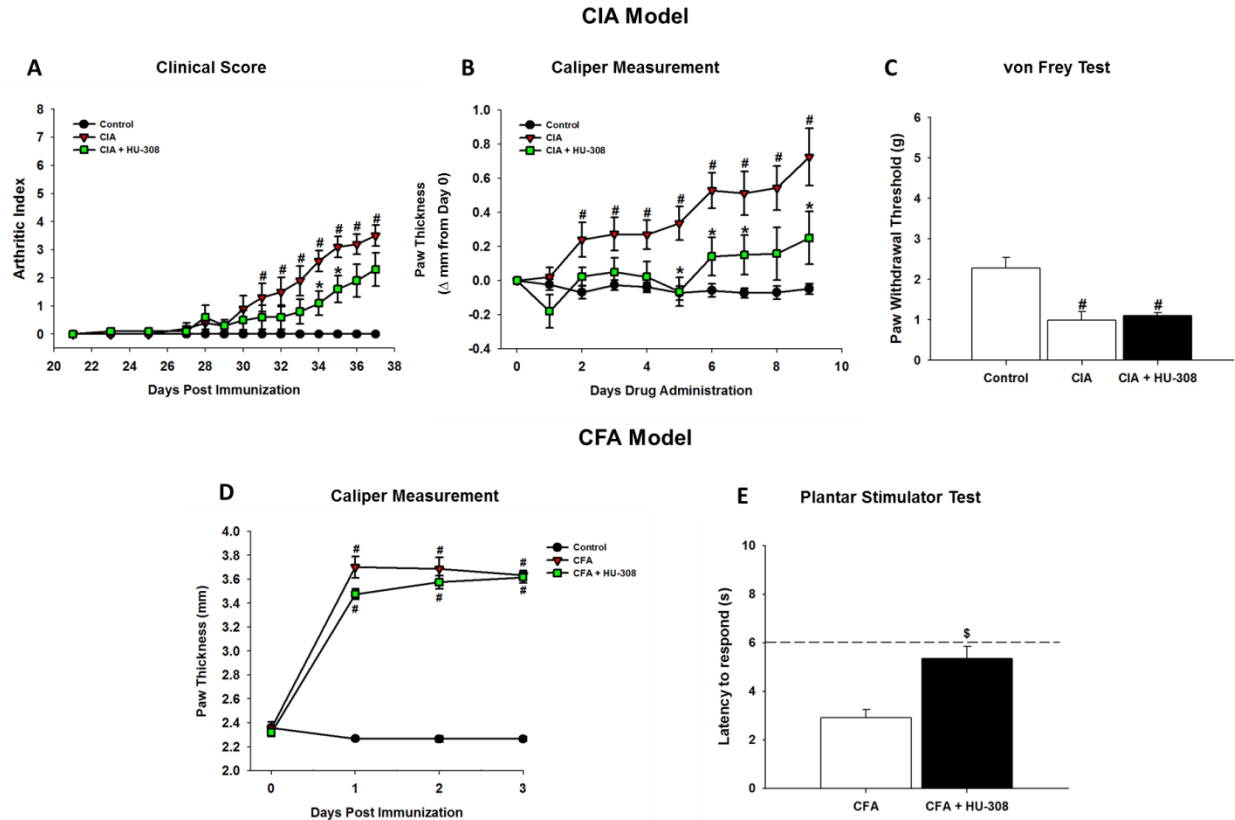 CIA Model
A
Clinical Score
8
7
6
5
4
3
2
1
0
Arthritic Index
Control
CIA
CIA + HU-308
# # # # # # #
* *
20 22 24 26 28 30 32 34 36 38
Days Post Immunization
B
Caliper Measurement
1.0
0.8
0.6
0.4
0.2
0.0
-0.2
-0.4
Paw Thickness
(Δ mm from Day 0)
Control
CIA
CIA + HU-308
# # # # # # # #
* * * *
0 2 4 6 8 10
Days Drug Administration
C
von Frey Test
6
5
4
3
2
1
0
Paw Withdrawal Threshold (g)
# #
Control CIA CIA + HU-308
CFA Model
D
Caliper Measurement
4.0
3.8
3.6
3.4
3.2
2.8
2.6
2.4
2.2
2.0
Paw Thickness (mm)
Control
CFA
CFA + HU-308
# # #
# # #
0 1 2 3
Days Post Immunization
E
Plantar Stimulator Test
10
8
6
4
2
0
Latency to respond (s)
$
CFA CFA + HU-308